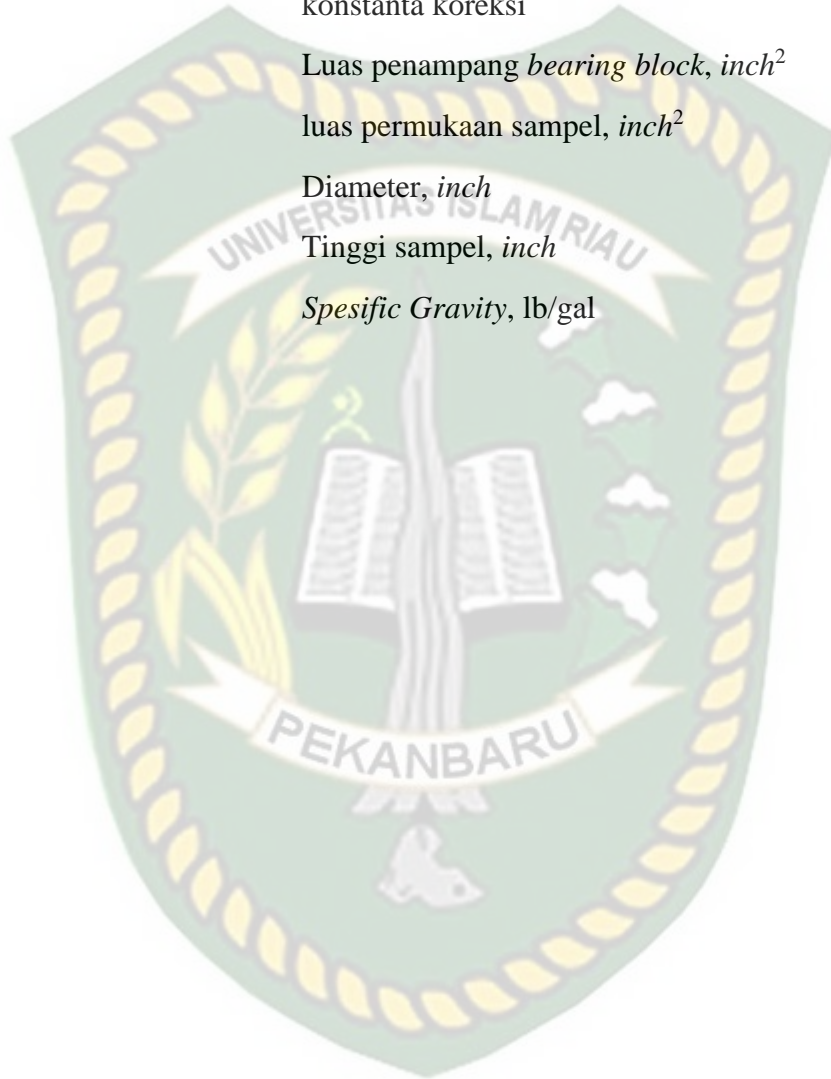 konstanta koreksi
Luas penampang bearing block, inch²
luas permukaan sampel, inch²
Diameter, inch
UNIVERSITAS ISLAM RIAU
Tinggi sampel, inch
Spesific Gravity, lb/gal
PEKANBARU